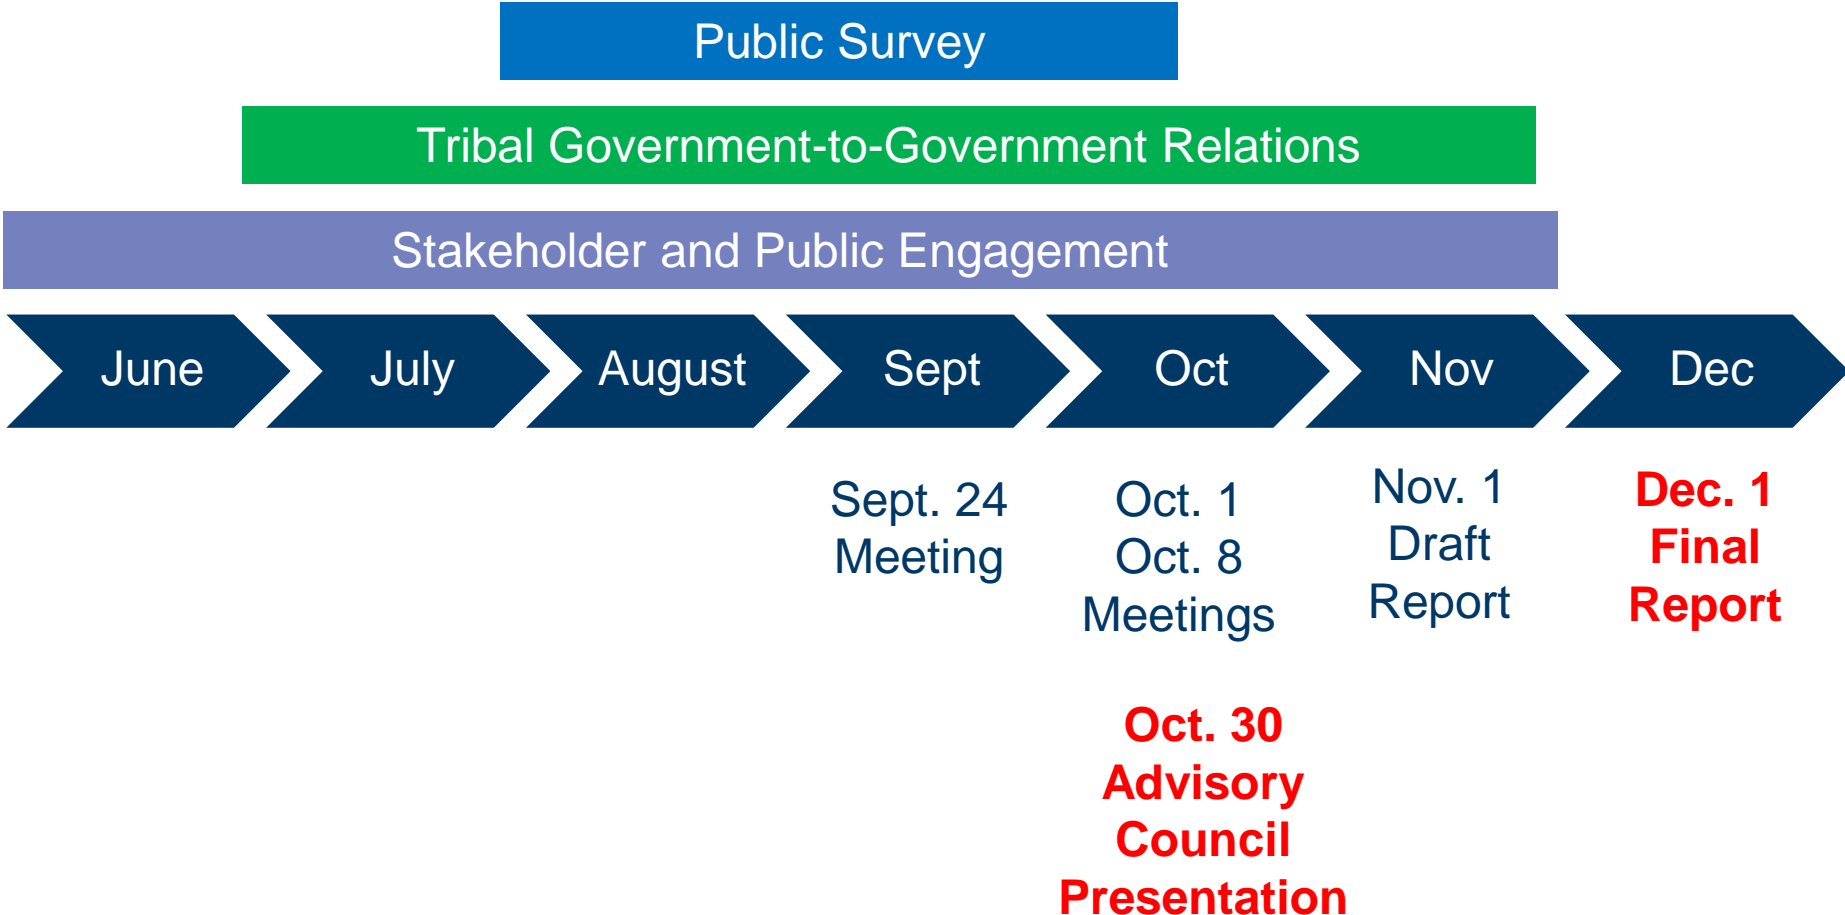 Public Survey
Tribal Government-to-Government Relations
Stakeholder and Public Engagement
June
July
August
Sept
Oct
Nov
Dec
Sept. 24
Meeting
Oct. 1
Oct. 8
Meetings
Oct. 30
Advisory
Council
Presentation
Nov. 1
Draft
Report
Dec. 1
Final
Report